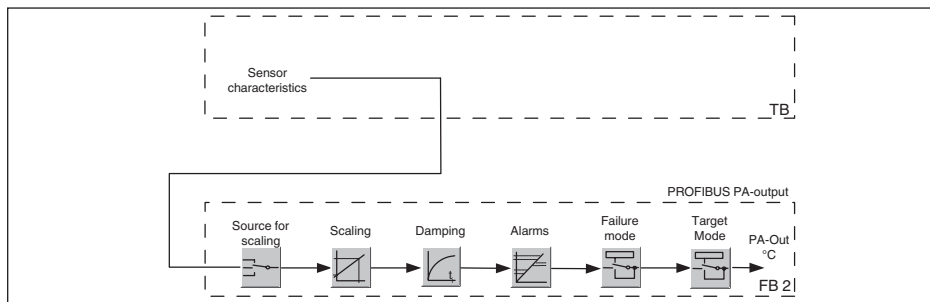 Sensor
characteristics
TB
PROFIBUS PA-output
Source for
scaling
Scaling
Damping
Alarms
Failure
mode
Target
Mode
PA-Out
°C
t
FB 2